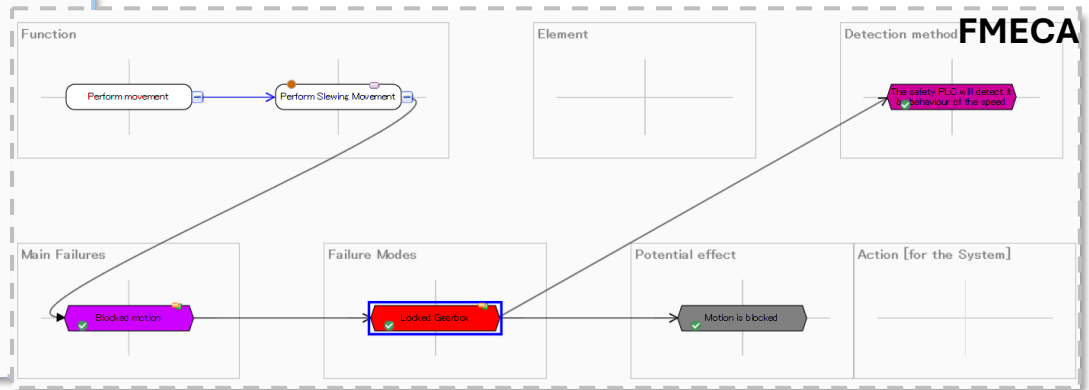 FMECA
Function
Element
Detection method
Perform movement
Perform Slewing Movement
The safety PLC will detect it
by behaviour of the speed
Main Failures
Failure Modes
Potential effect
Action [for the System]
Blocked motion
Locked Gearbox
Motion is blocked